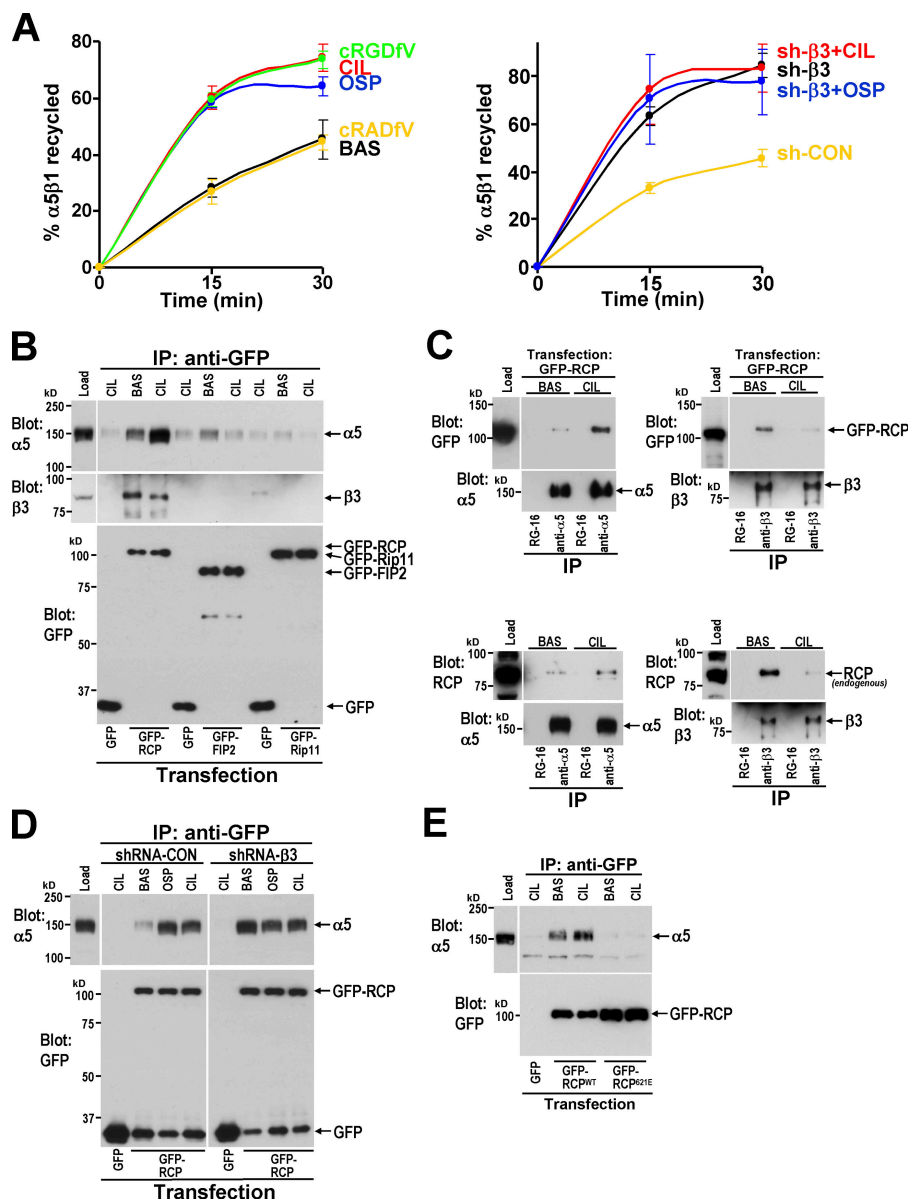 A
% α5β1 recycled
80
60
40
20
0
0 15 30
Time (min)
cRGDfV
CIL
OSP
cRADfV
BAS
% α5β1 recycled
80
60
40
20
0
0 15 30
Time (min)
sh-β3+CIL
sh-β3
sh-β3+OSP
sh-CON
B
IP: anti-GFP
kD Load CIL BAS CIL CIL BAS CIL CIL BAS CIL
250
Blot: α5
150
100
α5
100
Blot: β3
75
β3
kD
100
75
Blot: GFP
50
37
GFP-RCP
GFP-Rip11
GFP-FIP2
GFP
GFP GFP-RCP GFP GFP-FIP2 GFP GFP-Rip11
Transfection
C
Transfection: GFP-RCP
kD Load BAS CIL
150
Blot: GFP
100
Blot: α5
150
α5
RG-16 anti-α5 RG-16 anti-α5
IP
Transfection: GFP-RCP
kD Load BAS CIL
150
Blot: GFP
100
GFP-RCP
Blot: β3
kD
75
β3
RG-16 anti-β3 RG-16 anti-β3
IP
kD Load BAS CIL
100
Blot: RCP
75
Blot: α5
150
α5
RG-16 anti-α5 RG-16 anti-α5
IP
kD Load BAS CIL
100
Blot: RCP
75
RCP
(endogenous)
Blot: β3
kD
75
β3
RG-16 anti-β3 RG-16 anti-β3
IP
D
IP: anti-GFP
shRNA-CON shRNA-β3
kD Load CIL BAS OSP CIL CIL BAS OSP CIL
250
Blot: α5
150
100
α5
kD
100
75
Blot: GFP
50
37
GFP-RCP
GFP
GFP GFP-RCP GFP GFP-RCP
Transfection
E
IP: anti-GFP
kD Load CIL BAS CIL BAS CIL
250
Blot: α5
150
100
α5
Blot: GFP
kD
100
GFP-RCP
GFP GFP-RCPWT GFP-RCP621E
Transfection